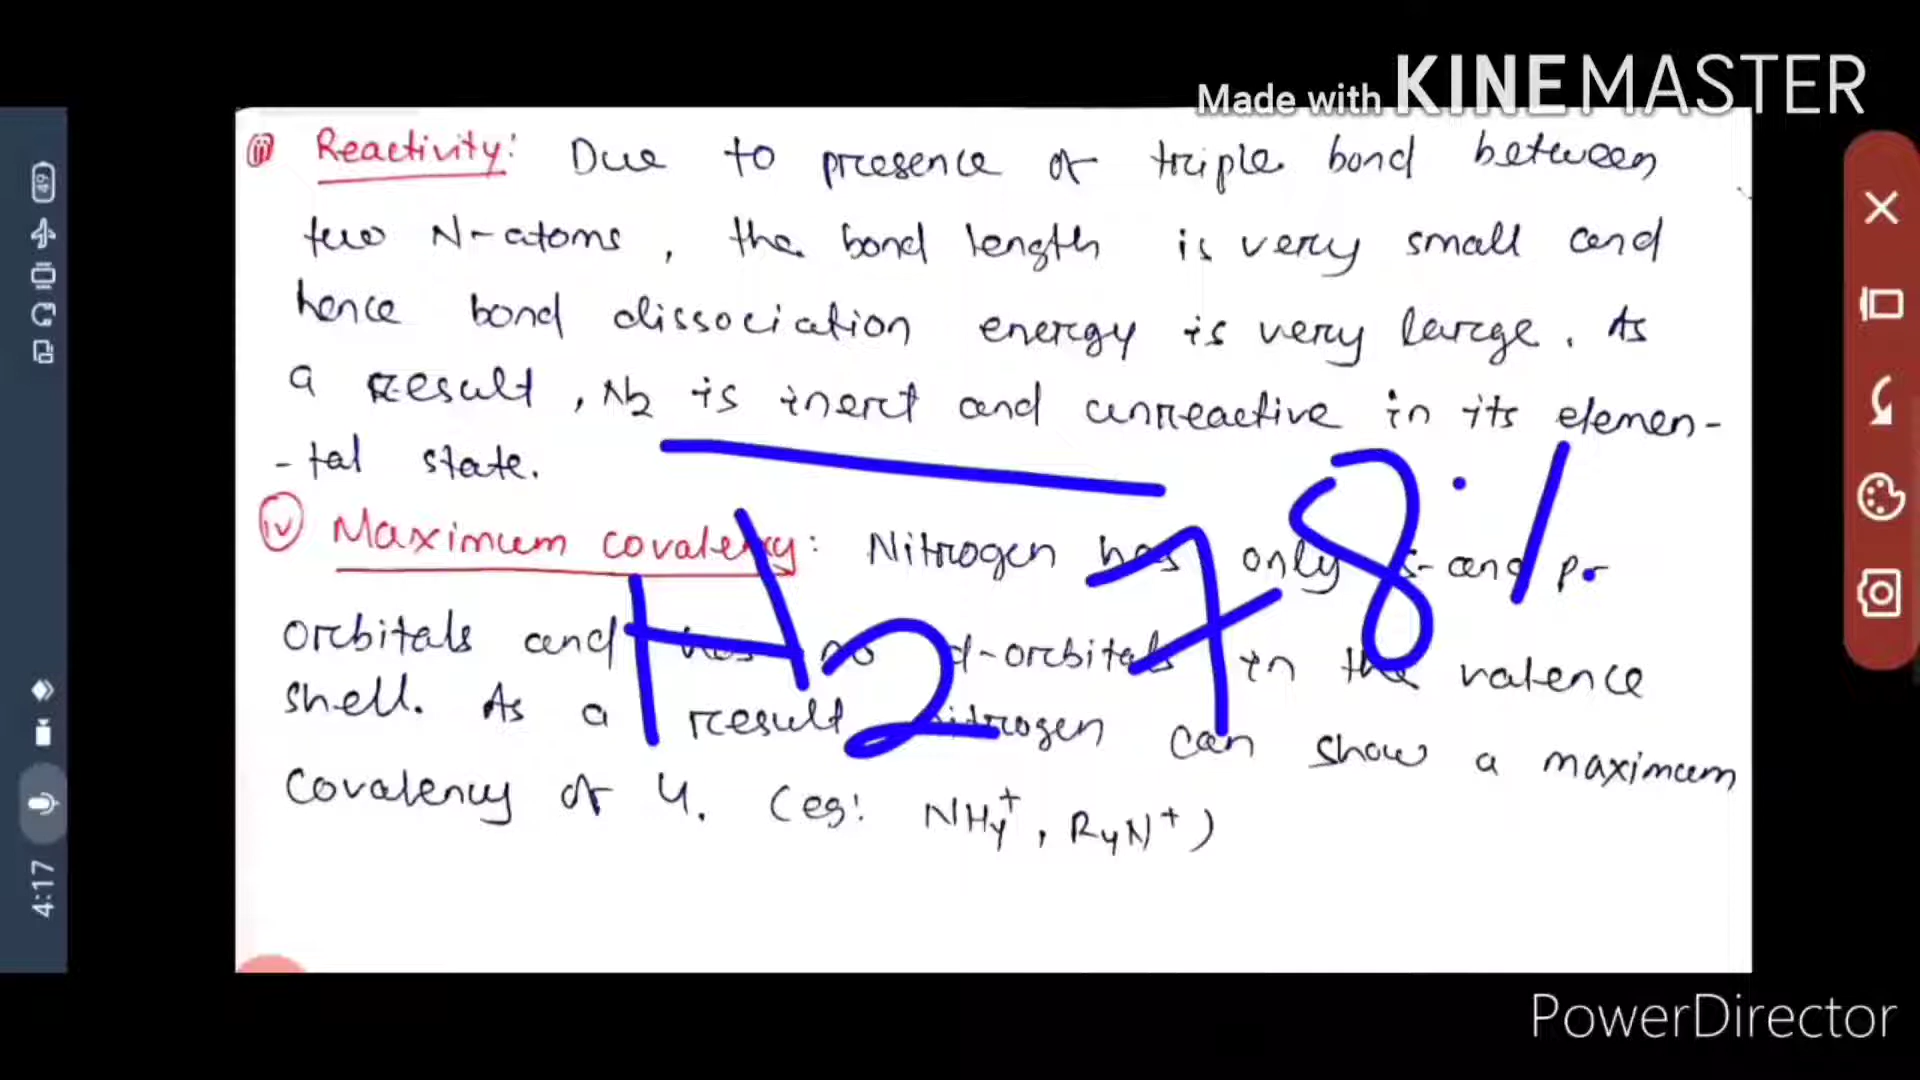 Made with KINEMASTER
iii Reactivity: Due to presence of triple bond between
two N-atoms, the bond length is very small and
hence bond dissociation energy is very large. As
a result, N2 is inert and unreactive in its elemen-
-tal state.
iv Maximum covalency: Nitrogen has only s-and p-
orbitals and has no d-orbitals in the valence
shell. As a result nitrogen can show a maximum
covalency of 4. (eg: NH4+, R4N+)
N2 78%
49
4:17
PowerDirector